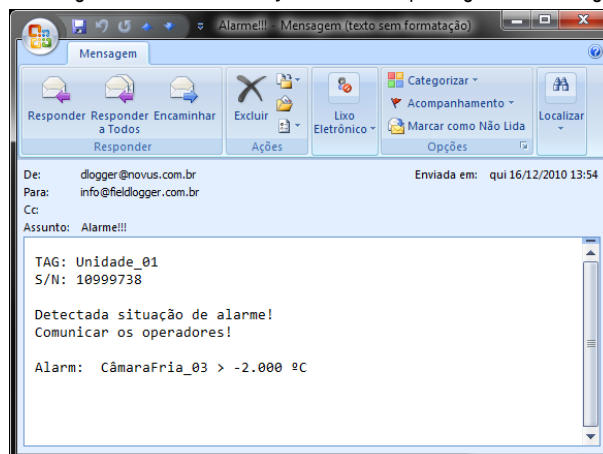 Alarme!!! - Mensagem (texto sem formatação)
Mensagem
Responder
Responder a Todos
Encaminhar
Responder
Excluir
Ações
Lixo Eletrônico
Categorizar
Acompanhamento
Marcar como Não Lida
Opções
Localizar
De: dlogger@novus.com.br
Enviada em: qui 16/12/2010 13:54
Para: info@fieldlogger.com.br
Cc:
Assunto: Alarme!!!
TAG: Unidade_01
S/N: 10999738
Detectada situação de alarme!
Comunicar os operadores!
Alarm: CâmaraFria_03 > -2.000 ºC